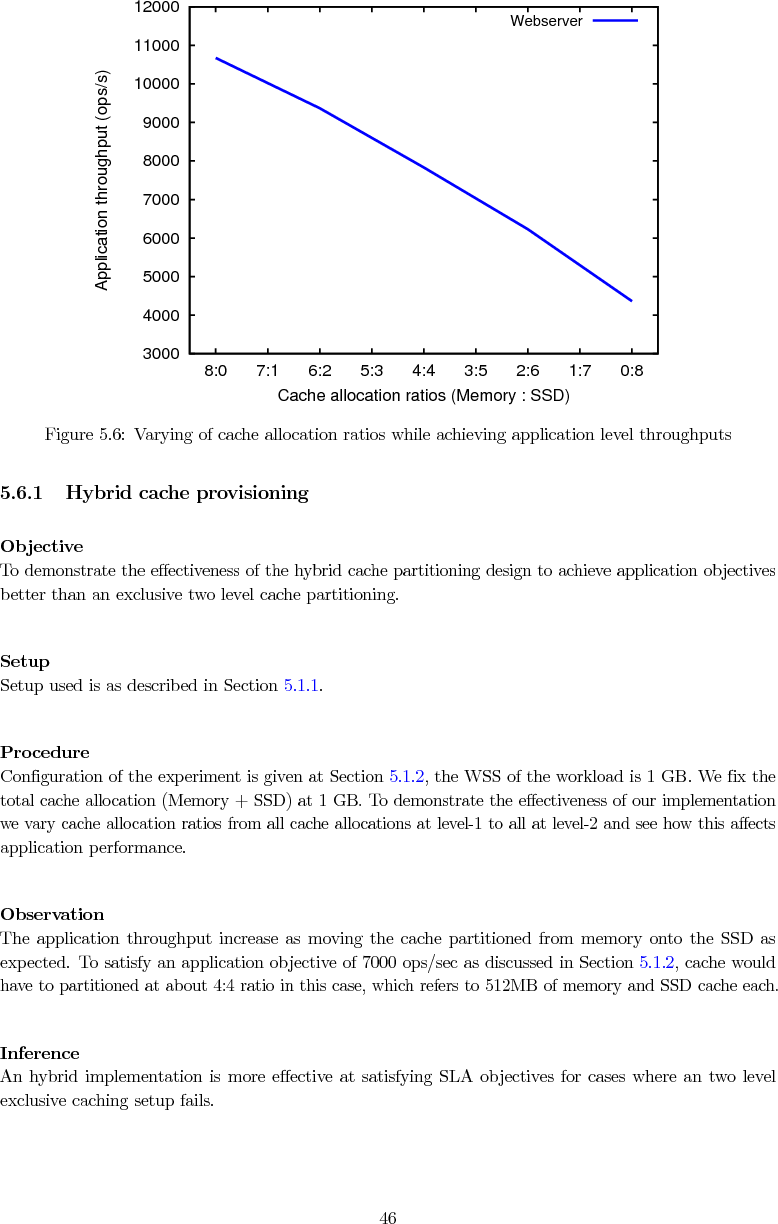 12000
11000
10000
9000
8000
7000
6000
5000
4000
3000
Application throughput (ops/s)
Webserver
8:0 7:1 6:2 5:3 4:4 3:5 2:6 1:7 0:8
Cache allocation ratios (Memory : SSD)
Figure 5.6: Varying of cache allocation ratios while achieving application level throughputs
5.6.1 Hybrid cache provisioning
Objective
To demonstrate the effectiveness of the hybrid cache partitioning design to achieve application objectives
better than an exclusive two level cache partitioning.
Setup
Setup used is as described in Section 5.1.1.
Procedure
Configuration of the experiment is given at Section 5.1.2, the WSS of the workload is 1 GB. We fix the
total cache allocation (Memory + SSD) at 1 GB. To demonstrate the effectiveness of our implementation
we vary cache allocation ratios from all cache allocations at level-1 to all at level-2 and see how this affects
application performance.
Observation
The application throughput increase as moving the cache partitioned from memory onto the SSD as
expected. To satisfy an application objective of 7000 ops/sec as discussed in Section 5.1.2, cache would
have to partitioned at about 4:4 ratio in this case, which refers to 512MB of memory and SSD cache each.
Inference
An hybrid implementation is more effective at satisfying SLA objectives for cases where an two level
exclusive caching setup fails.
46